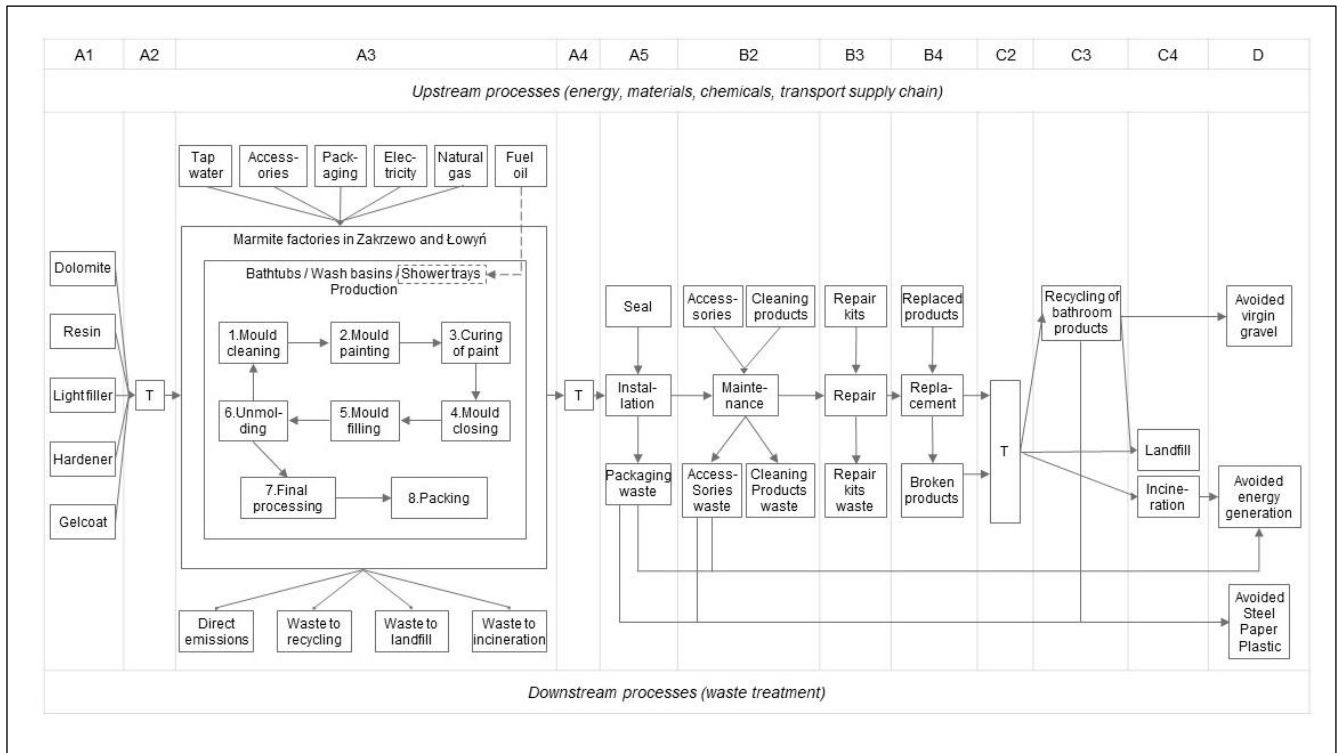 A1 A2 A3 A4 A5 B2 B3 B4 C2 C3 C4 D
Upstream processes (energy, materials, chemicals, transport supply chain)
Dolomite
Resin
Light filler
Hardener
Gelcoat
T
Tap
water
Access-
ories
Pack-
aging
Elec-
tricity
Natural
gas
Fuel
oil
Marmite factories in Zakrzewo and Łowyń
Bathtubs / Wash basins / Shower trays
Production
1.Mould
cleaning
2.Mould
painting
3.Curing
of paint
4.Mould
closing
5.Mould
filling
6.Unmol-
ding
7.Final
processing
8.Packing
Direct
emissions
Waste to
recycling
Waste to
landfill
Waste to
incineration
T
Seal
Instal-
lation
Packaging
waste
Access-
sories
Cleaning
products
Mainte-
nance
Access-
Sories
waste
Cleaning
Products
waste
Repair
kits
Repair
Repair
kits
waste
Replaced
products
Repla-
cement
Broken
products
T
Recycling of
bathroom
products
Landfill
Incine-
ration
Avoided
virgin
gravel
Avoided
energy
generation
Avoided
Steel
Paper
Plastic
Downstream processes (waste treatment)